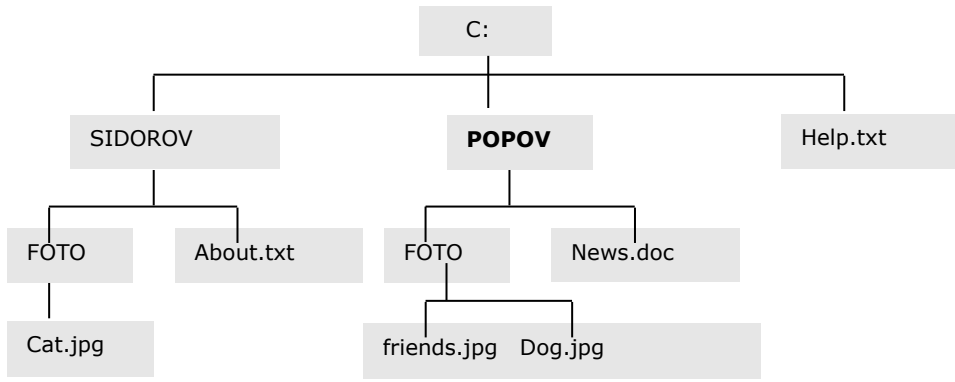 C:
SIDOROV
POPOV
Help.txt
FOTO
About.txt
FOTO
News.doc
Cat.jpg
friends.jpg Dog.jpg